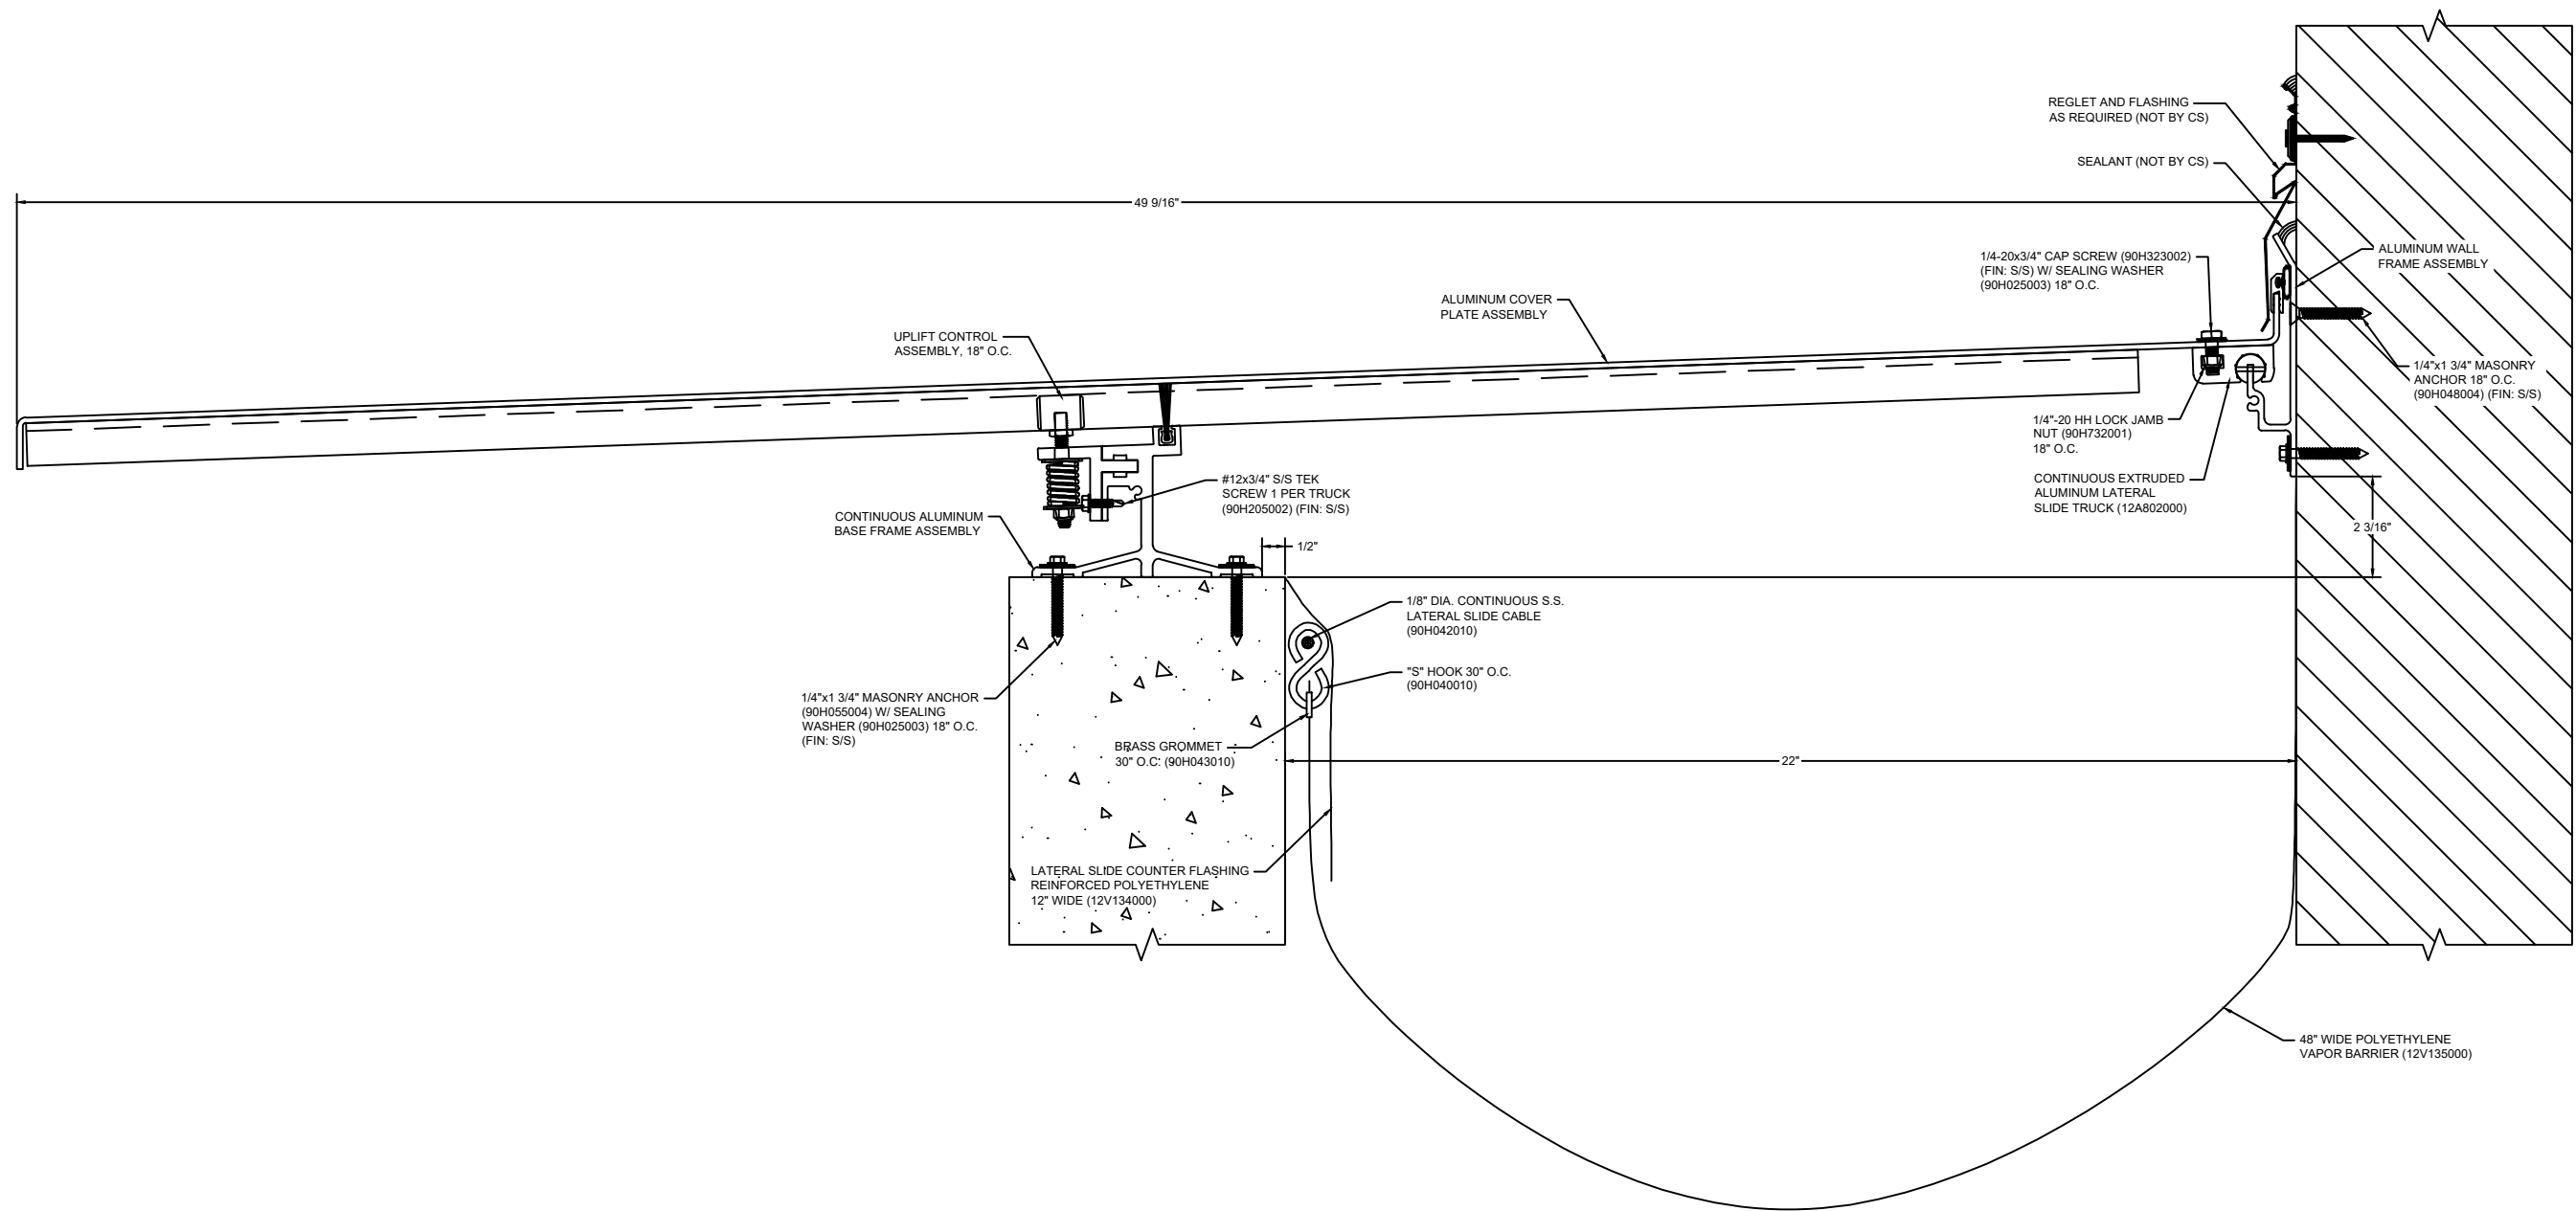 REGLET AND FLASHING
AS REQUIRED (NOT BY CS)
SEALANT (NOT BY CS)
49 9/16"
1/4-20x3/4" CAP SCREW (90H323002)
(FIN: S/S) W/ SEALING WASHER
(90H025003) 18" O.C.
ALUMINUM WALL
FRAME ASSEMBLY
ALUMINUM COVER
PLATE ASSEMBLY
UPLIFT CONTROL
ASSEMBLY, 18" O.C.
1/4"x1 3/4" MASONRY
ANCHOR 18" O.C.
(90H048004) (FIN: S/S)
1/4"-20 HH LOCK JAMB
NUT (90H732001)
18" O.C.
#12x3/4" S/S TEK
SCREW 1 PER TRUCK
(90H205002) (FIN: S/S)
CONTINUOUS EXTRUDED
ALUMINUM LATERAL
SLIDE TRUCK (12A802000)
CONTINUOUS ALUMINUM
BASE FRAME ASSEMBLY
2 3/16"
1/2"
1/8" DIA. CONTINUOUS S.S.
LATERAL SLIDE CABLE
(90H042010)
"S" HOOK 30" O.C.
(90H040010)
1/4"x1 3/4" MASONRY ANCHOR
(90H055004) W/ SEALING
WASHER (90H025003) 18" O.C.
(FIN: S/S)
BRASS GROMMET
30" O.C. (90H043010)
22"
LATERAL SLIDE COUNTER FLASHING
REINFORCED POLYETHYLENE
12" WIDE (12V134000)
48" WIDE POLYETHYLENE
VAPOR BARRIER (12V135000)